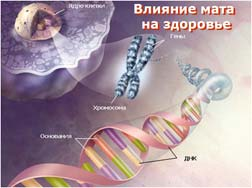 Влияние мата
на здоровье
Ядро клетки
Гены
Хромосома
Основания
ДНК